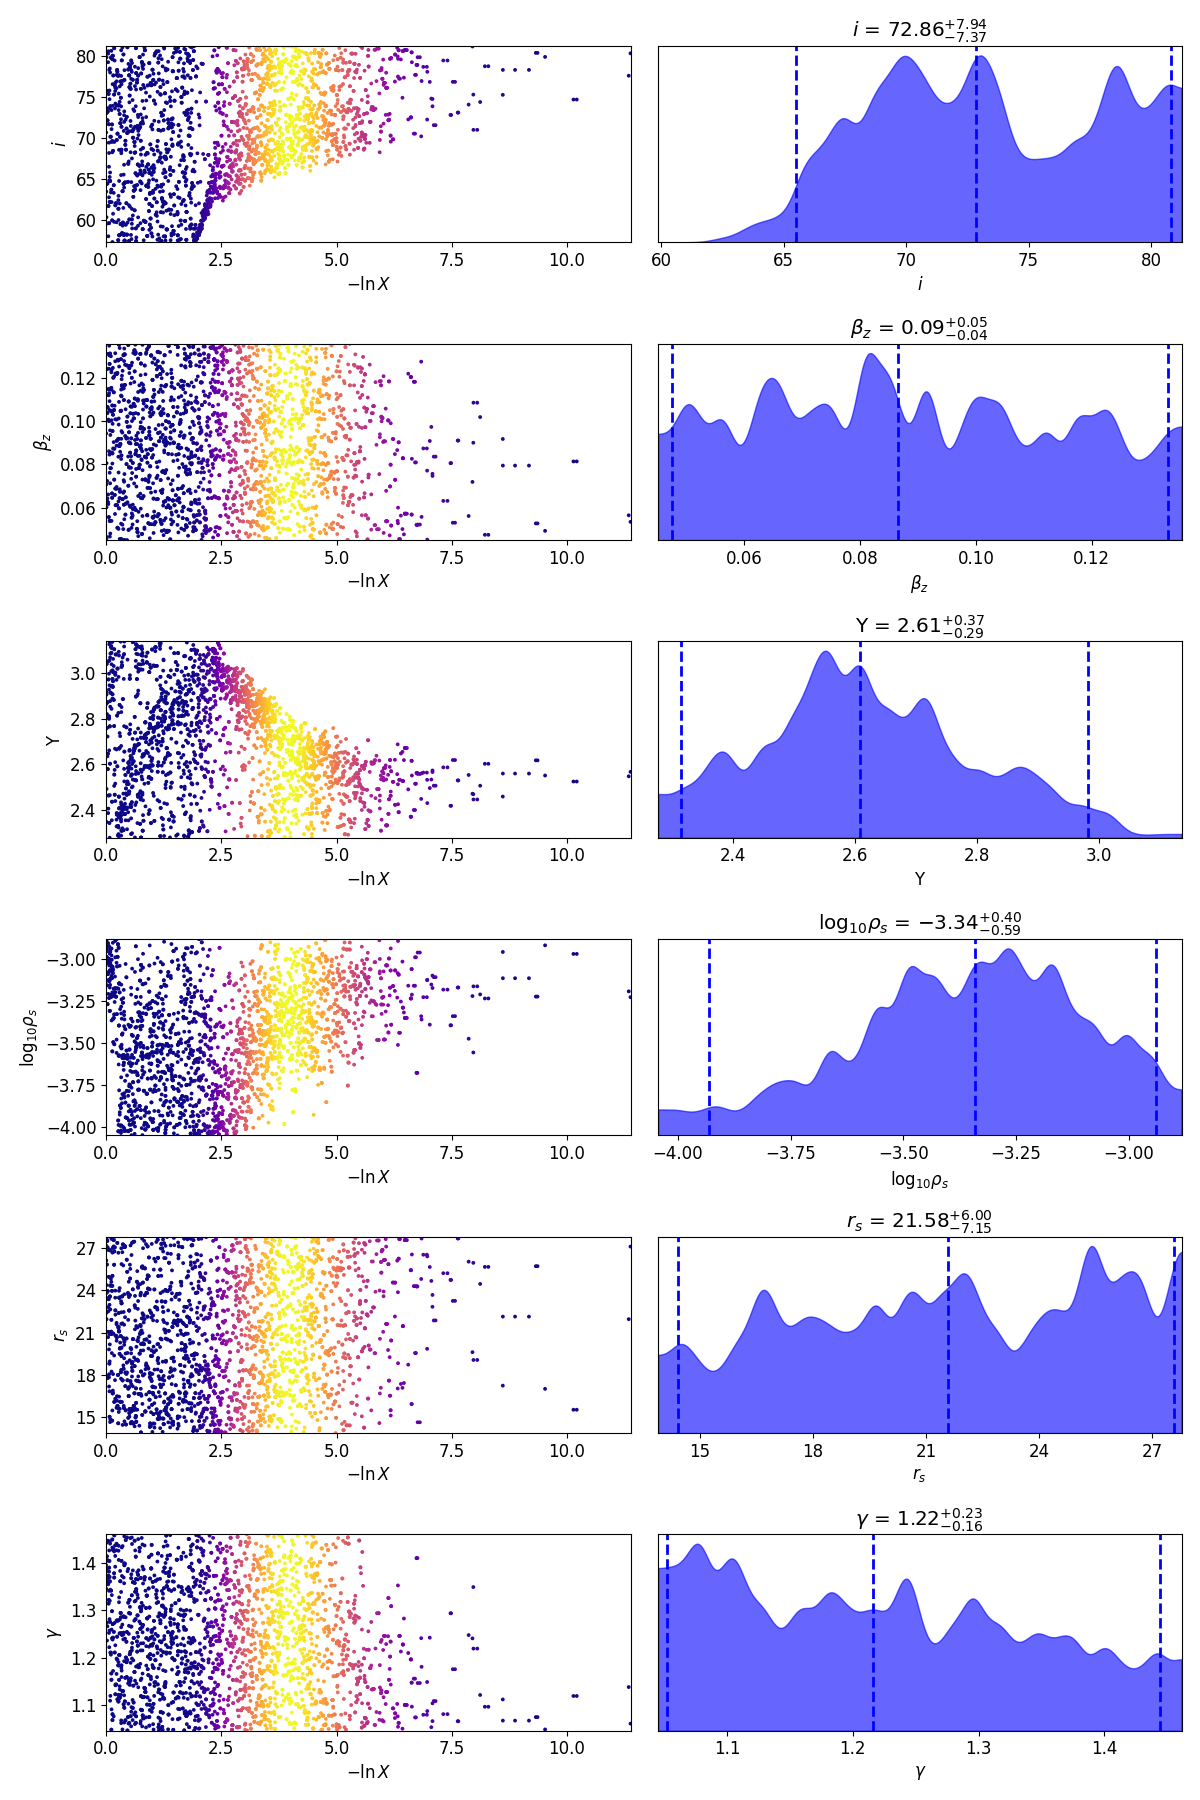 i = 72.86+7.94−7.37
80
75
70
65
60
i
0.0 2.5 5.0 7.5 10.0
−ln X
60 65 70 75 80
i
βz = 0.09+0.05−0.04
0.12
0.10
0.08
0.06
βz
0.0 2.5 5.0 7.5 10.0
−ln X
0.06 0.08 0.10 0.12
βz
Y = 2.61+0.37−0.29
3.0
2.8
2.6
2.4
Y
0.0 2.5 5.0 7.5 10.0
−ln X
2.4 2.6 2.8 3.0
Y
log10ρs = −3.34+0.40−0.59
−3.00
−3.25
−3.50
−3.75
−4.00
log10ρs
0.0 2.5 5.0 7.5 10.0
−ln X
−4.00 −3.75 −3.50 −3.25 −3.00
log10ρs
rs = 21.58+6.00−7.15
27
24
21
18
15
rs
0.0 2.5 5.0 7.5 10.0
−ln X
15 18 21 24 27
rs
γ = 1.22+0.23−0.16
1.4
1.3
1.2
1.1
γ
0.0 2.5 5.0 7.5 10.0
−ln X
1.1 1.2 1.3 1.4
γ